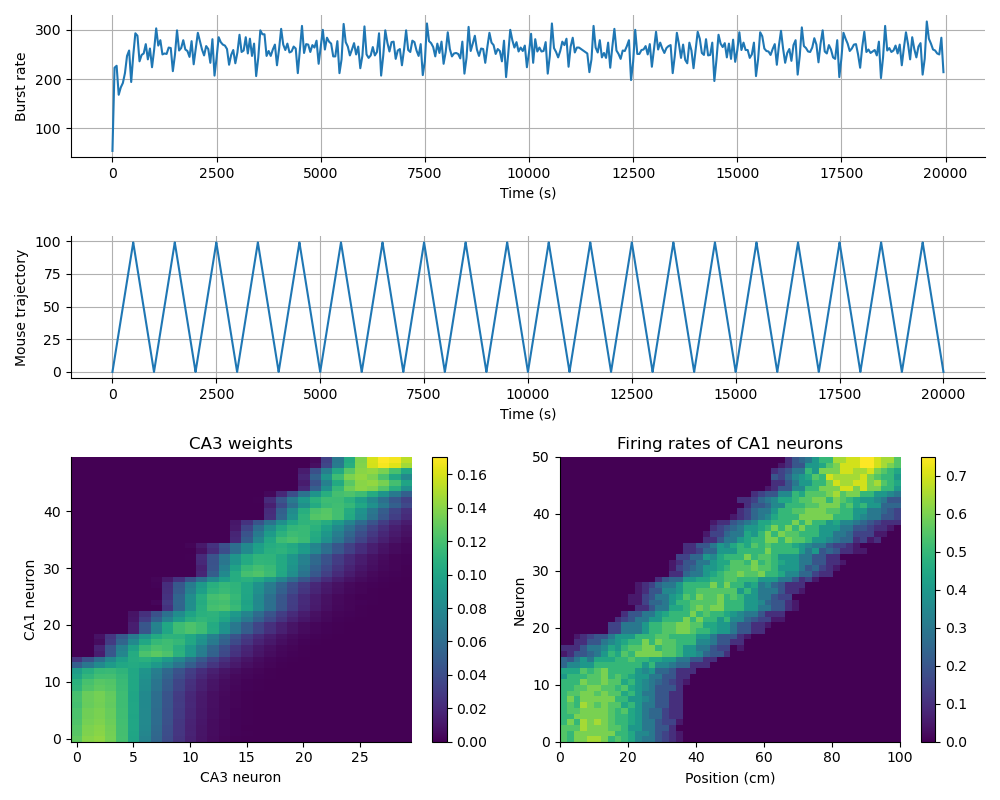 Burst rate
300
200
100
0 2500 5000 7500 10000 12500 15000 17500 20000
Time (s)
Mouse trajectory
100
75
50
25
0
0 2500 5000 7500 10000 12500 15000 17500 20000
Time (s)
CA3 weights
CA1 neuron
40
30
20
10
0
0 5 10 15 20 25
CA3 neuron
0.16
0.14
0.12
0.10
0.08
0.06
0.04
0.02
0.00
Firing rates of CA1 neurons
Neuron
50
40
30
20
10
0
0 20 40 60 80 100
Position (cm)
0.7
0.6
0.5
0.4
0.3
0.2
0.1
0.0